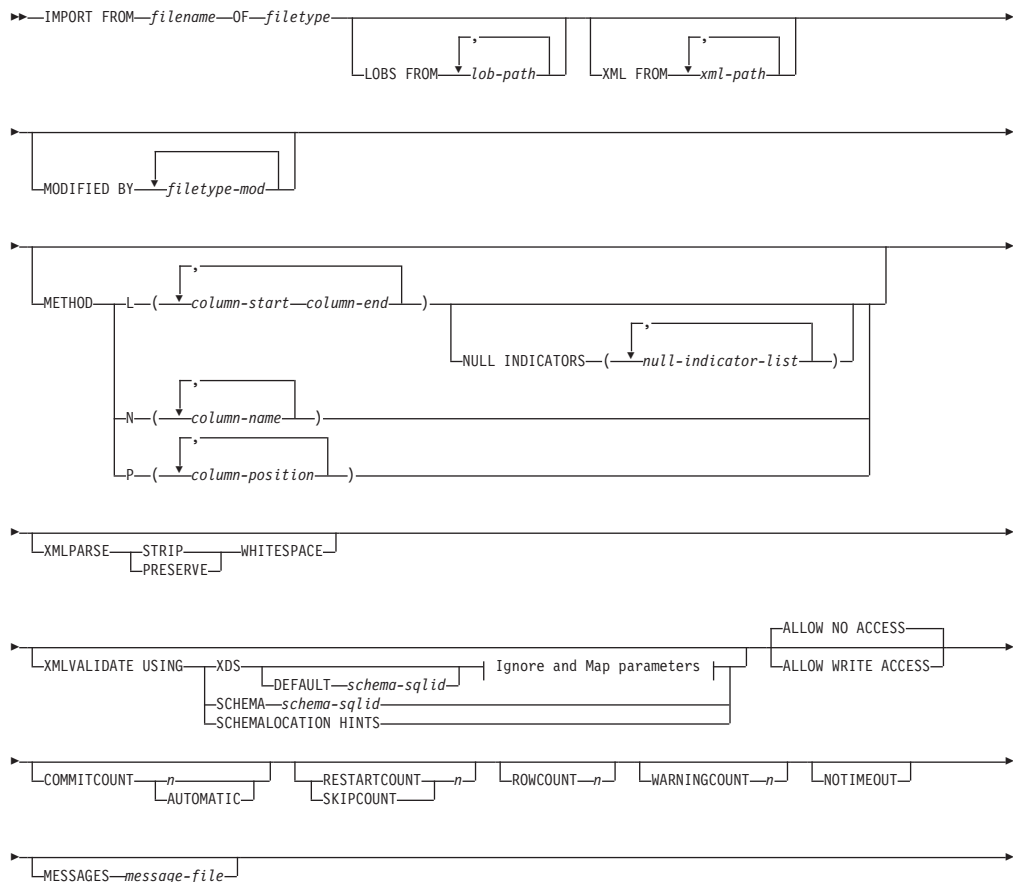 IMPORT FROM filename OF filetype
,
LOBS FROM lob-path
,
XML FROM xml-path
MODIFIED BY filetype-mod
,
METHOD L ( column-start column-end )
,
NULL INDICATORS ( null-indicator-list )
,
N ( column-name )
,
P ( column-position )
XMLPARSE STRIP WHITESPACE
PRESERVE
ALLOW NO ACCESS
XMLVALIDATE USING XDS Ignore and Map parameters ALLOW WRITE ACCESS
DEFAULT schema-sqlid
SCHEMA schema-sqlid
SCHEMALOCATION HINTS
COMMITCOUNT n RESTARTCOUNT n ROWCOUNT n WARNINGCOUNT n NOTIMEOUT
AUTOMATIC SKIPCOUNT
MESSAGES message-file